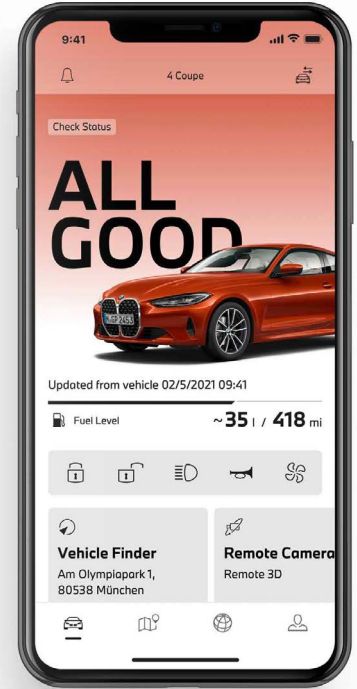 9:41
4 Coupe
Check Status
ALL
GOOD
Updated from vehicle 02/5/2021 09:41
Fuel Level ~35 l / 418 mi
Vehicle Finder
Am Olympiapark 1,
80538 München
Remote Camera
Remote 3D